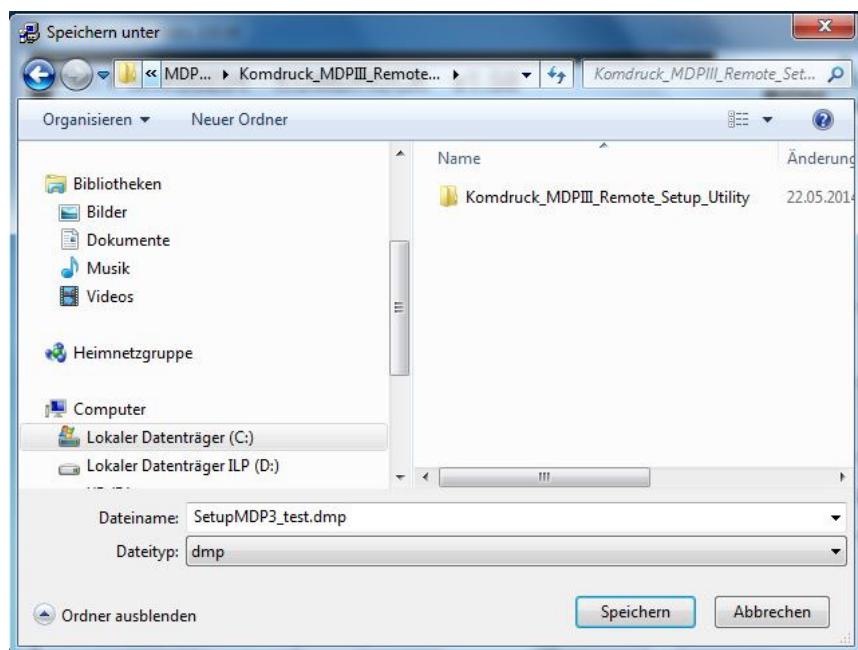 Speichern unter
« MDP... Komdruck_MDPIII_Remote...
Komdruck_MDPIII_Remote_Set...
Organisieren
Neuer Ordner
Bibliotheken
Bilder
Dokumente
Musik
Videos
Heimnetzgruppe
Computer
Lokaler Datenträger (C:)
Lokaler Datenträger ILP (D:)
Name
Änderung
Komdruck_MDPIII_Remote_Setup_Utility
22.05.2014
Dateiname: SetupMDP3_test.dmp
Dateityp: dmp
Ordner ausblenden
Speichern
Abbrechen